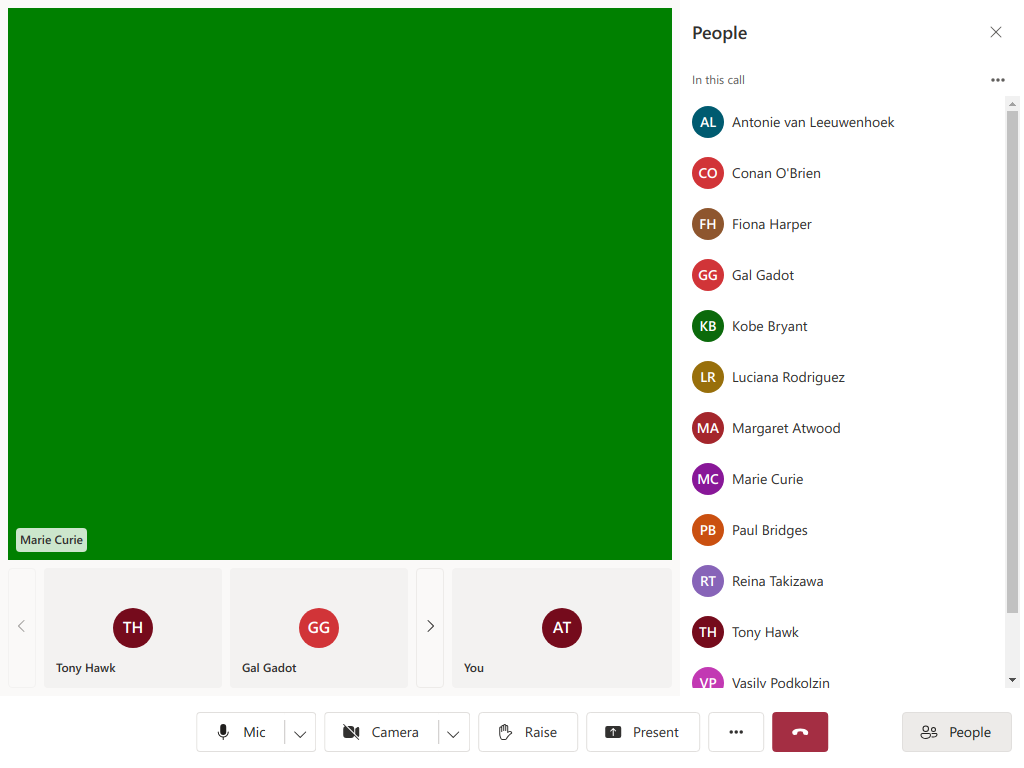 Marie Curie
TH
Tony Hawk
GG
Gal Gadot
AT
You
People
In this call
AL Antonie van Leeuwenhoek
CO Conan O'Brien
FH Fiona Harper
GG Gal Gadot
KB Kobe Bryant
LR Luciana Rodriguez
MA Margaret Atwood
MC Marie Curie
PB Paul Bridges
RT Reina Takizawa
TH Tony Hawk
VP Vasily Podkolzin
Mic
Camera
Raise
Present
People